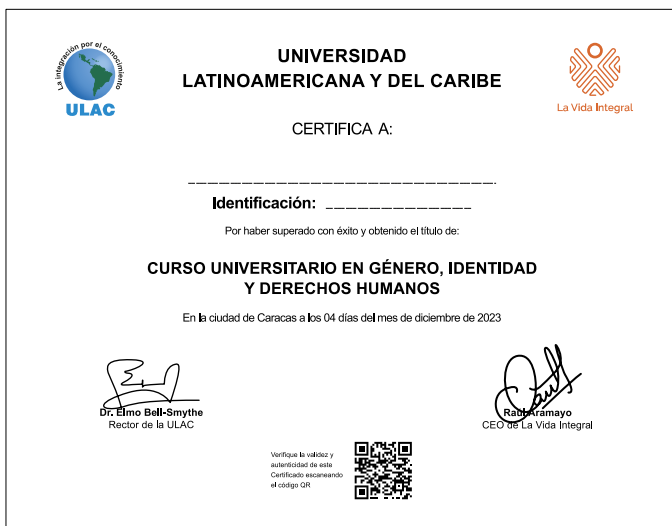 La integración por el conocimiento
ULAC
UNIVERSIDAD
LATINOAMERICANA Y DEL CARIBE
La Vida Integral
CERTIFICA A:
Identificación:
Por haber superado con éxito y obtenido el título de:
CURSO UNIVERSITARIO EN GÉNERO, IDENTIDAD
Y DERECHOS HUMANOS
En la ciudad de Caracas a los 04 días del mes de diciembre de 2023
Dr. Elmo Bell-Smythe
Rector de la ULAC
Raúl Aramayo
CEO de La Vida Integral
Verifique la validez y
autenticidad de este
Certificado escaneando
el código QR